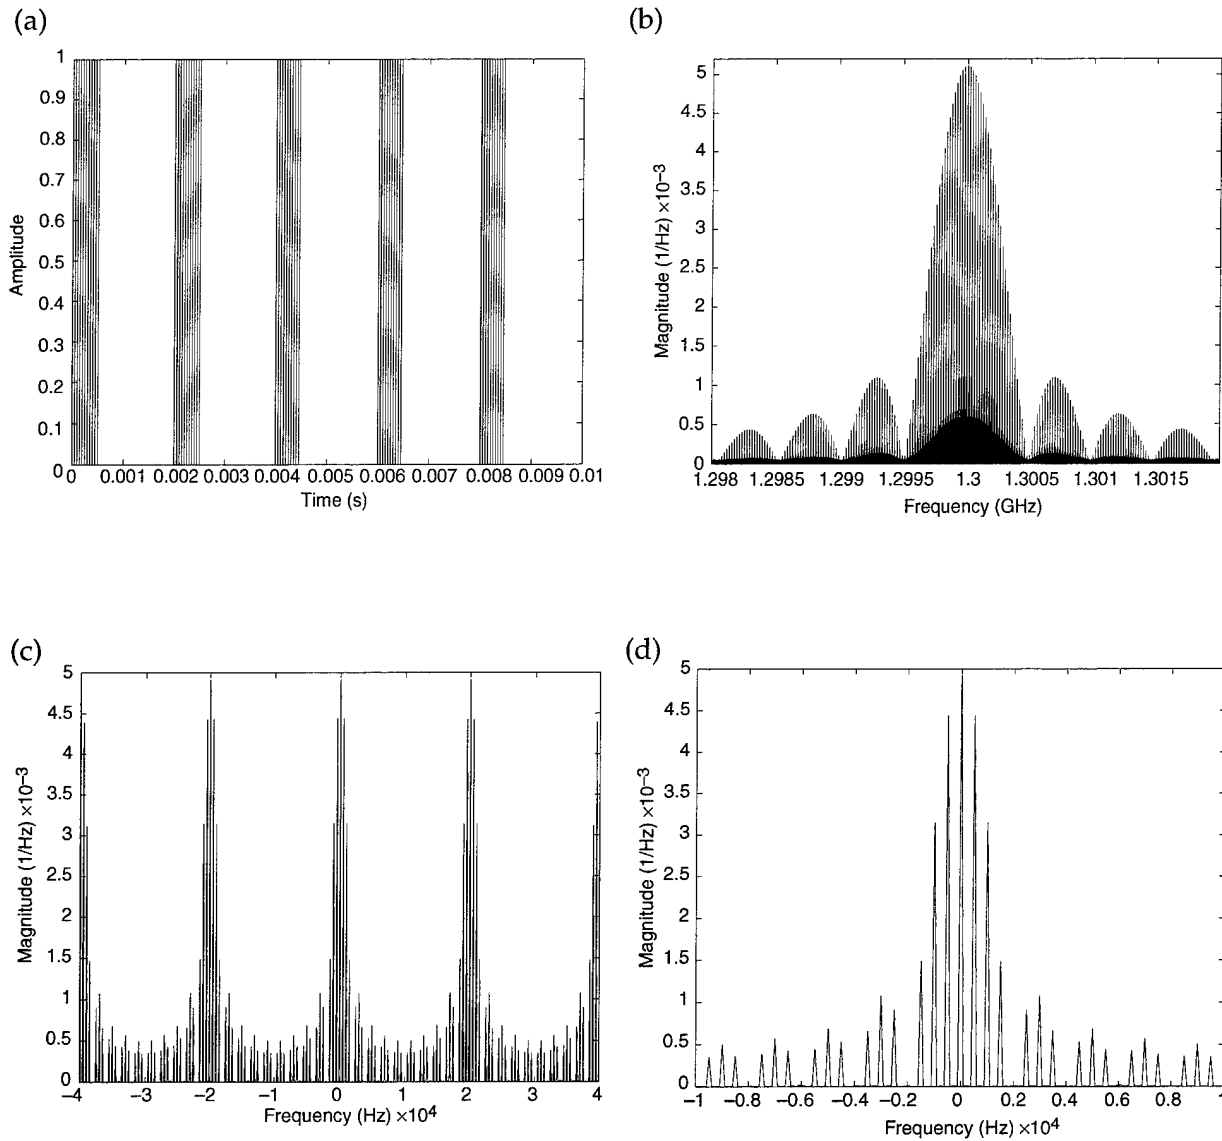 (a)
1
0.9
0.8
0.7
0.6
0.5
0.4
0.3
0.2
0.1
0
Amplitude
0 0.001 0.002 0.003 0.004 0.005 0.006 0.007 0.008 0.009 0.01
Time (s)
(b)
5
4.5
4
3.5
3
2.5
2
1.5
1
0.5
0
Magnitude (1/Hz) ×10–3
1.298 1.2985 1.299 1.2995 1.3 1.3005 1.301 1.3015
Frequency (GHz)
(c)
5
4.5
4
3.5
3
2.5
2
1.5
1
0.5
0
Magnitude (1/Hz) ×10–3
–4 –3 –2 –1 0 1 2 3 4
Frequency (Hz) ×104
(d)
5
4.5
4
3.5
3
2.5
2
1.5
1
0.5
0
Magnitude (1/Hz) ×10–3
–1 –0.8 –0.6 –0.4 –0.2 0 0.2 0.4 0.6 0.8 1
Frequency (Hz) ×104